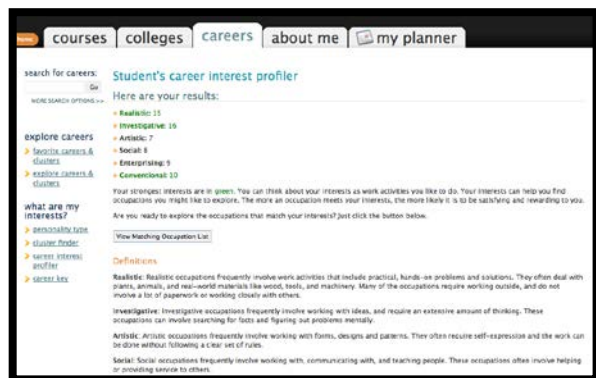 home
courses
colleges
careers
about me
my planner
search for careers:
Go
MORE SEARCH OPTIONS >>
explore careers
favorite careers &
clusters
explore careers &
clusters
what are my
interests?
personality type
cluster finder
career interest
profiler
career key
Student's career interest profiler
Here are your results:
Realistic: 15
Investigative: 16
Artistic: 7
Social: 8
Enterprising: 9
Conventional: 10
Your strongest interests are in green. You can think about your interests as work activities you like to do. Your interests can help you find
occupations you might like to explore. The more an occupation meets your interests, the more likely it is to be satisfying and rewarding to you.
Are you ready to explore the occupations that match your interests? Just click the button below.
View Matching Occupation List
Definitions
Realistic: Realistic occupations frequently involve work activities that include practical, hands-on problems and solutions. They often deal with
plants, animals, and real-world materials like wood, tools, and machinery. Many of the occupations require working outside, and do not
involve a lot of paperwork or working closely with others.
Investigative: Investigative occupations frequently involve working with ideas, and require an extensive amount of thinking. These
occupations can involve searching for facts and figuring out problems mentally.
Artistic: Artistic occupations frequently involve working with forms, designs and patterns. They often require self-expression and the work can
be done without following a clear set of rules.
Social: Social occupations frequently involve working with, communicating with, and teaching people. These occupations often involve helping
or providing service to others.